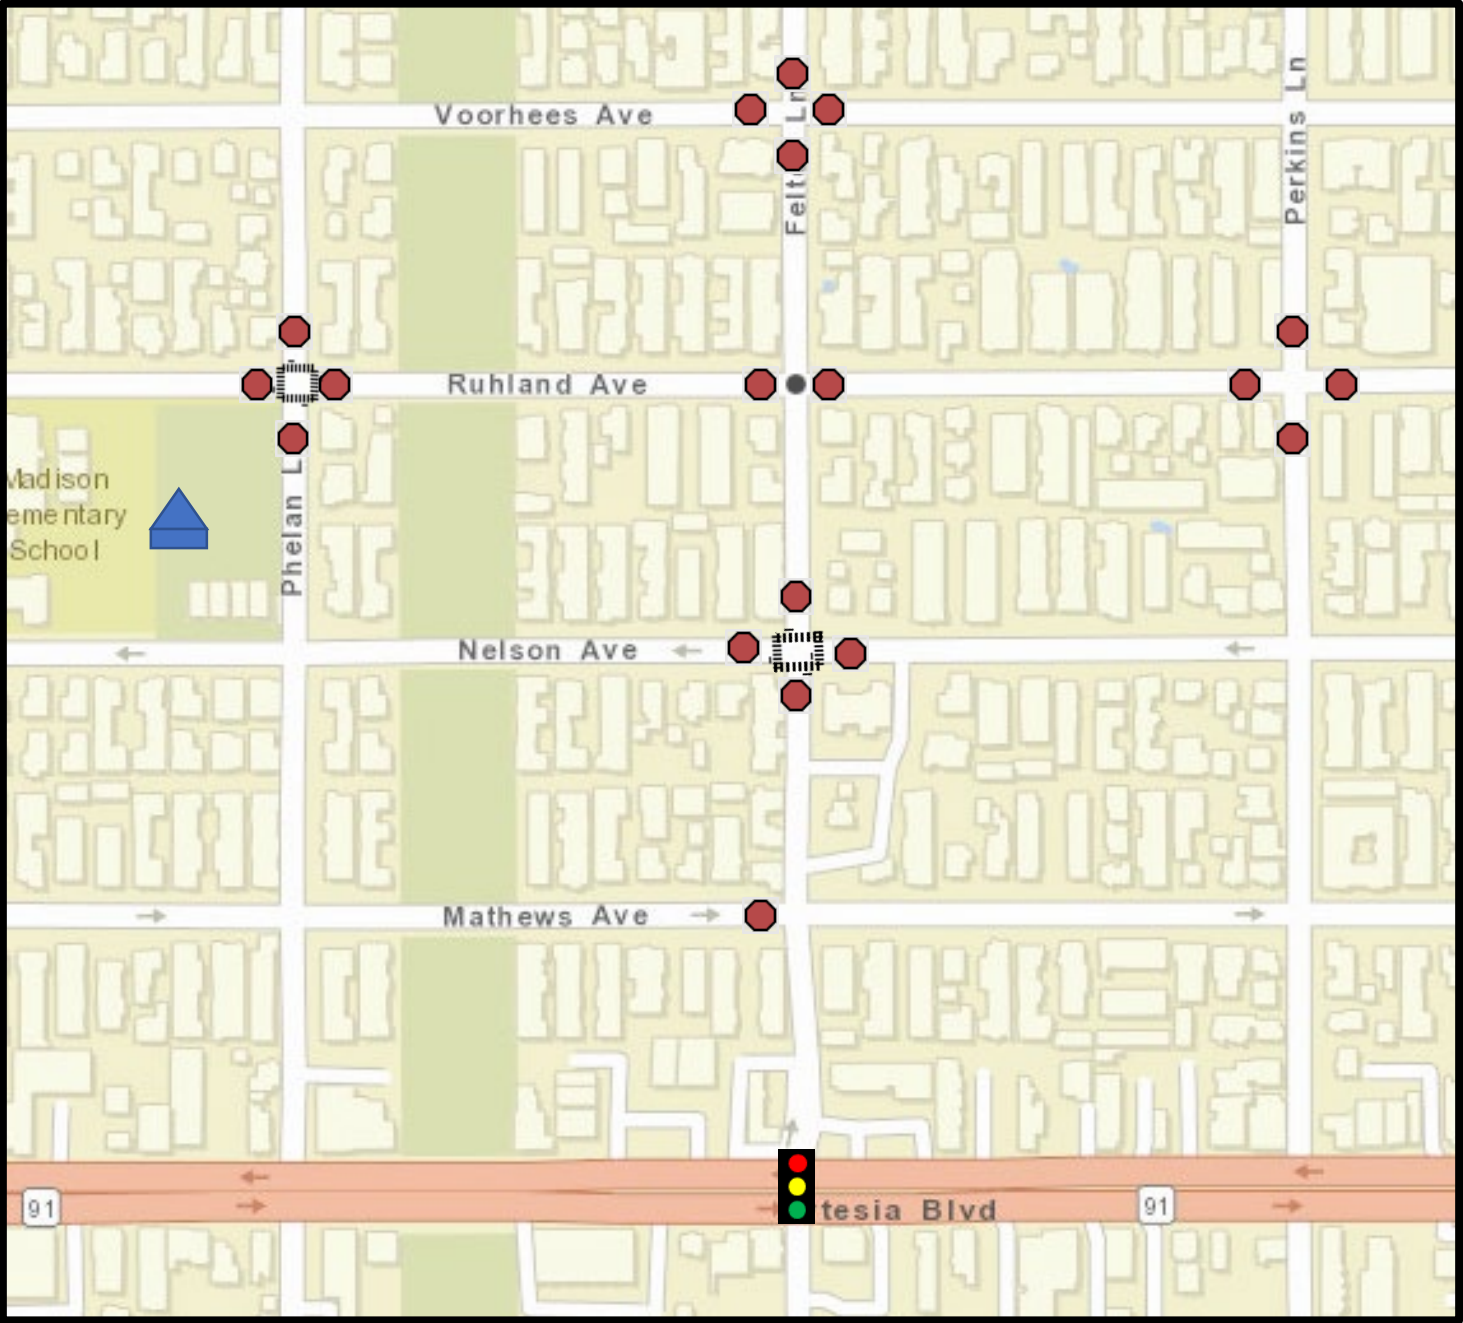 Voorhees Ave
Felt
Ln
Perkins Ln
Ruhland Ave
Madison
ementary
School
Phelan L
Nelson Ave
Mathews Ave
91
tesia Blvd
91